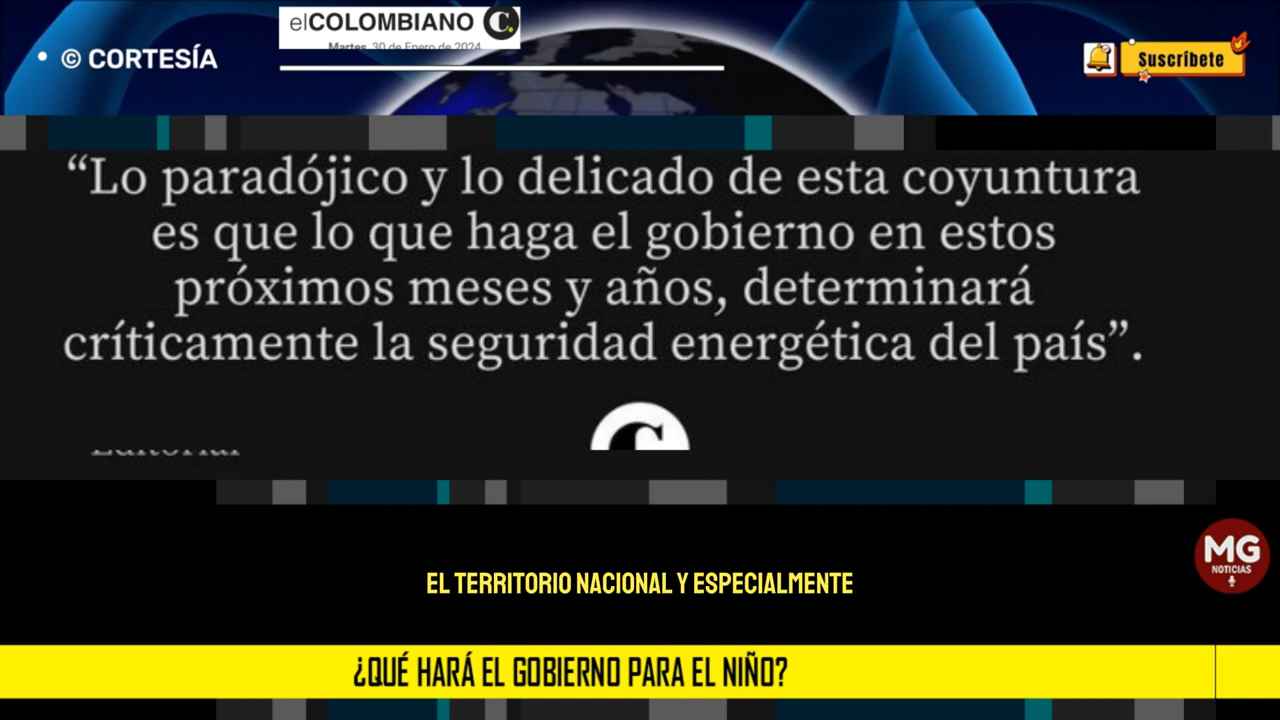 elCOLOMBIANO C.
Martes, 30 de Enero de 2024
• © CORTESÍA
Suscríbete
“Lo paradójico y lo delicado de esta coyuntura
es que lo que haga el gobierno en estos
próximos meses y años, determinará
críticamente la seguridad energética del país”.
C
Editorial
EL TERRITORIO NACIONAL Y ESPECIALMENTE
MG
NOTICIAS
¿QUÉ HARÁ EL GOBIERNO PARA EL NIÑO?